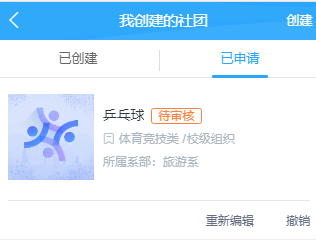 我创建的社团 创建
已创建 已申请
乒乓球 待审核
体育竞技类 /校级组织
所属系部：旅游系
重新编辑 撤销